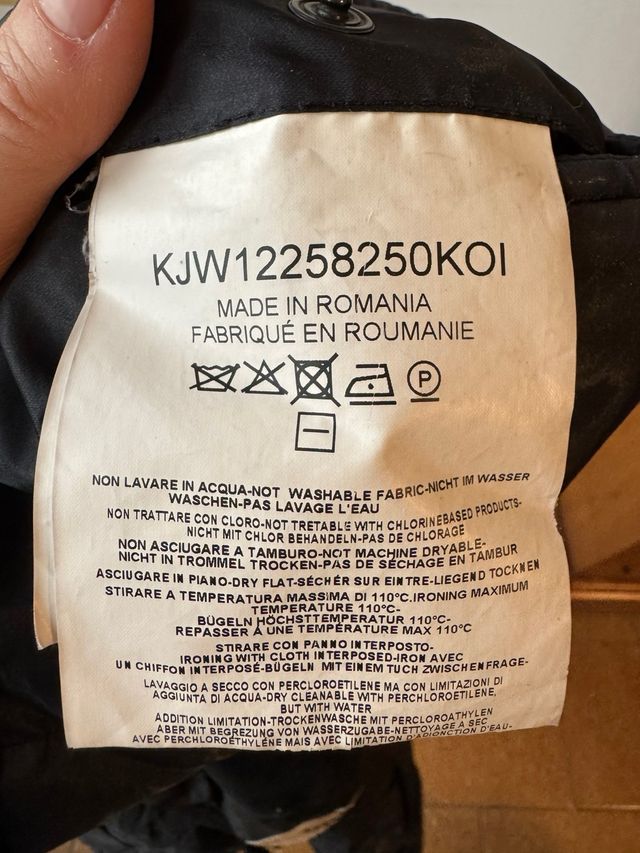 KJW12258250KOI
MADE IN ROMANIA
FABRIQUÉ EN ROUMANIE
P
NON LAVARE IN ACQUA-NOT WASHABLE FABRIC-NICHT IM WASSER
WASCHEN-PAS LAVAGE L'EAU
NON TRATTARE CON CLORO-NOT TRETABLE WITH CHLORINEBASED PRODUCTS-
NICHT MIT CHLOR BEHANDELN-PAS DE CHLORAGE
NON ASCIUGARE A TAMBURO-NOT MACHINE DRYABLE-
NICHT IN TROMMEL TROCKEN-PAS DE SÉCHAGE EN TAMBUR
ASCIUGARE IN PIANO-DRY FLAT-SÉCHÉR SUR EINTRE-LIEGEND TOCKNEN
STIRARE A TEMPERATURA MASSIMA DI 110°C.IRONING MAXIMUM
TEMPERATURE 110°C-
BÜGELN HÖCHSTTEMPERATUR 110°C-
REPASSER À UNE TEMPÉRATURE MAX 110°C
STIRARE CON PANNO INTERPOSTO-
IRONING WITH CLOTH INTERPOSED-IRON AVEC
UN CHIFFON INTERPOSÉ-BÜGELN MIT EINEM TUCH ZWISCHENFRAGE-
LAVAGGIO A SECCO CON PERCLOROETILENE MA CON LIMITAZIONI DI
AGGIUNTA DI ACQUA-DRY CLEANABLE WITH PERCHLOROETILENE,
BUT WITH WATER
ADDITION LIMITATION-TROCKENWASCHE MIT PERCLOROATHYLEN
ABER MIT BEGREZUNG VON WASSERZUGABE-NETTOYAGE A SEC
AVEC PERCHLOROÉTHYLÈNE MAIS AVEC LIMITATION D'ADIONCTION D'EAU-